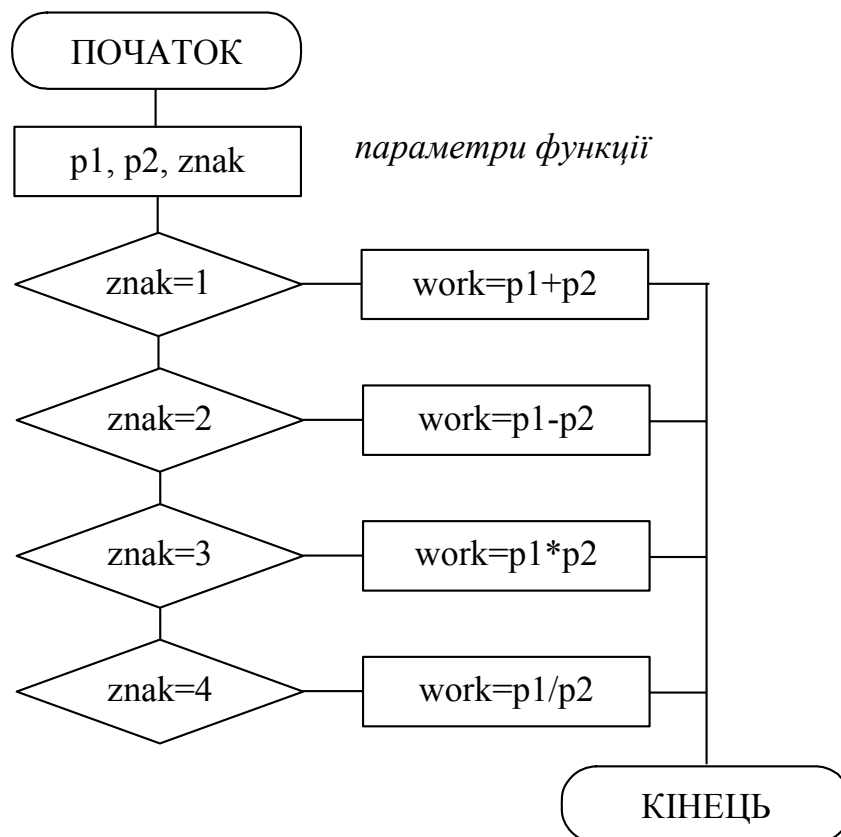 ПОЧАТОК
p1, p2, znak
параметри функції
znak=1
work=p1+p2
znak=2
work=p1-p2
znak=3
work=p1*p2
znak=4
work=p1/p2
КІНЕЦЬ